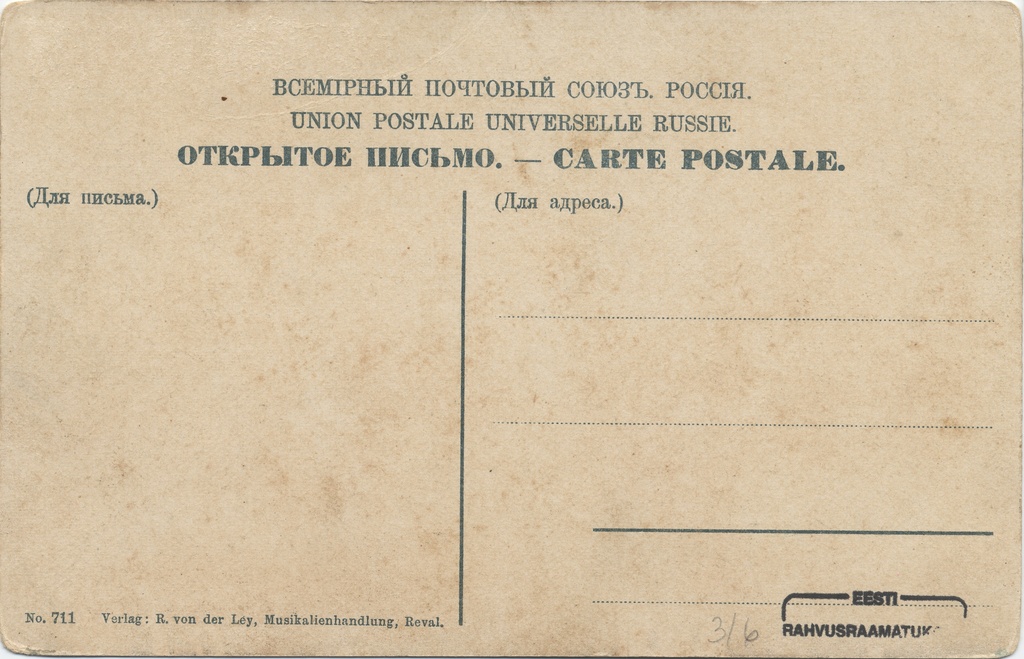 ВСЕМІРНЫЙ ПОЧТОВЫЙ СОЮЗЪ. РОССІЯ.
UNION POSTALE UNIVERSELLE RUSSIE.
ОТКРЫТОЕ ПИСЬМО. — CARTE POSTALE.
(Для письма.)
(Для адреса.)
No. 711 Verlag: R. von der Ley, Musikalienhandlung, Reval.
3/6
EESTI
RAHVUSRAAMATUK